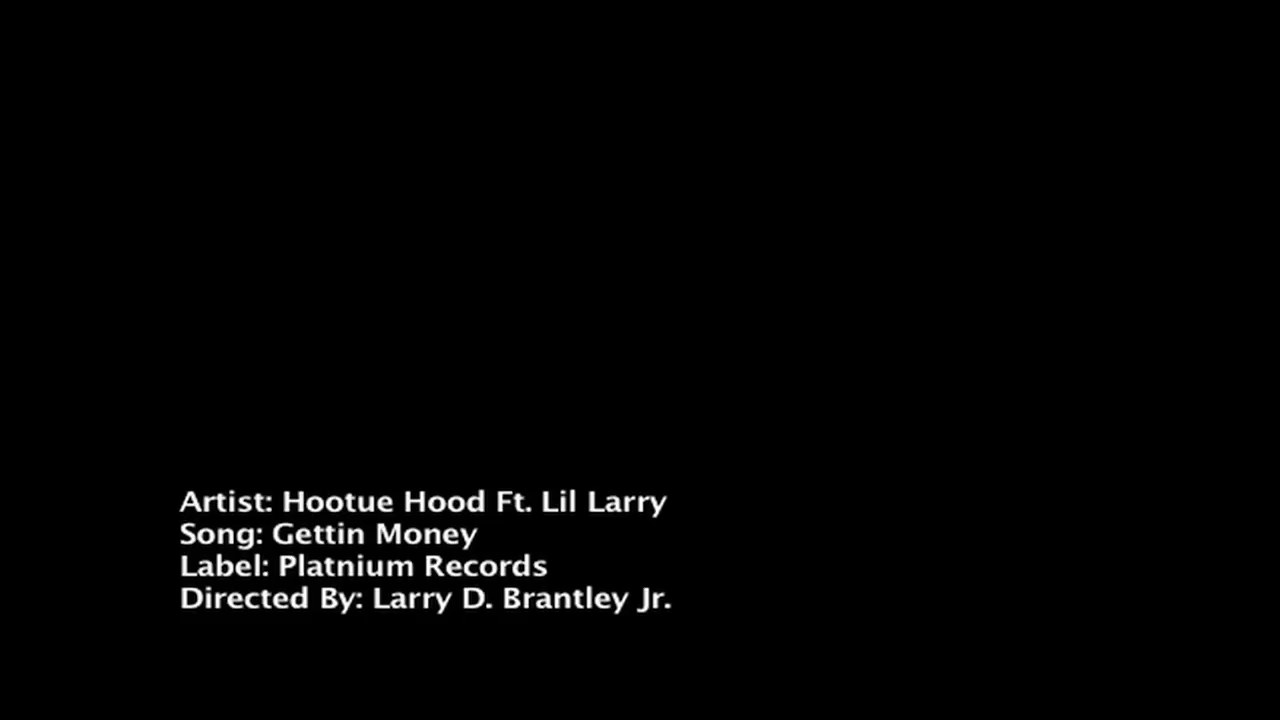 Artist: Hootue Hood Ft. Lil Larry
Song: Gettin Money
Label: Platnium Records
Directed By: Larry D. Brantley Jr.